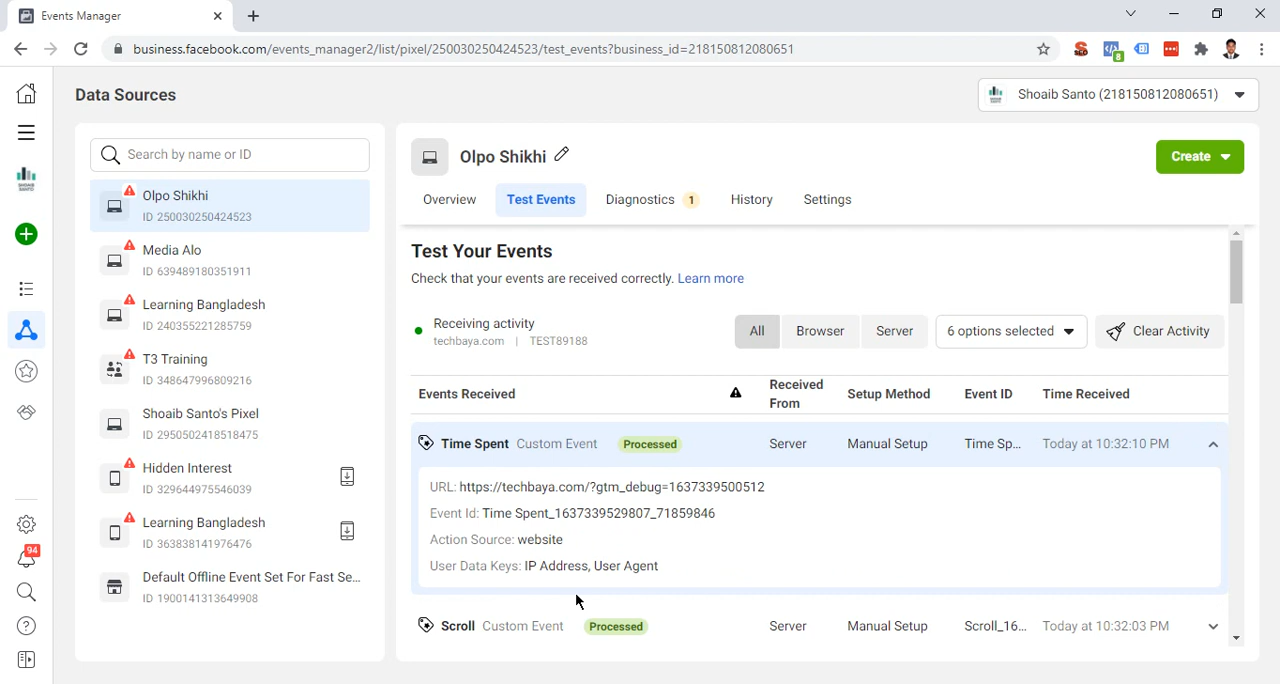 Events Manager
business.facebook.com/events_manager2/list/pixel/250030250424523/test_events?business_id=218150812080651
8
Data Sources
Shoaib Santo (218150812080651)
Search by name or ID
Olpo Shikhi
ID 250030250424523
Media Alo
ID 639489180351911
Learning Bangladesh
ID 240355221285759
T3 Training
ID 348647996809216
Shoaib Santo's Pixel
ID 2950502418518475
Hidden Interest
ID 329644975546039
Learning Bangladesh
ID 363838141976476
Default Offline Event Set For Fast Se...
ID 1900141313649908
SHOAIB
SANTO
94
Olpo Shikhi
Create
Overview Test Events Diagnostics 1 History Settings
Test Your Events
Check that your events are received correctly. Learn more
Receiving activity
techbaya.com | TEST89188
All Browser Server 6 options selected Clear Activity
Events Received Received From Setup Method Event ID Time Received
Time Spent Custom Event Processed Server Manual Setup Time Sp... Today at 10:32:10 PM
URL: https://techbaya.com/?gtm_debug=1637339500512
Event Id: Time Spent_1637339529807_71859846
Action Source: website
User Data Keys: IP Address, User Agent
Scroll Custom Event Processed Server Manual Setup Scroll_16... Today at 10:32:03 PM